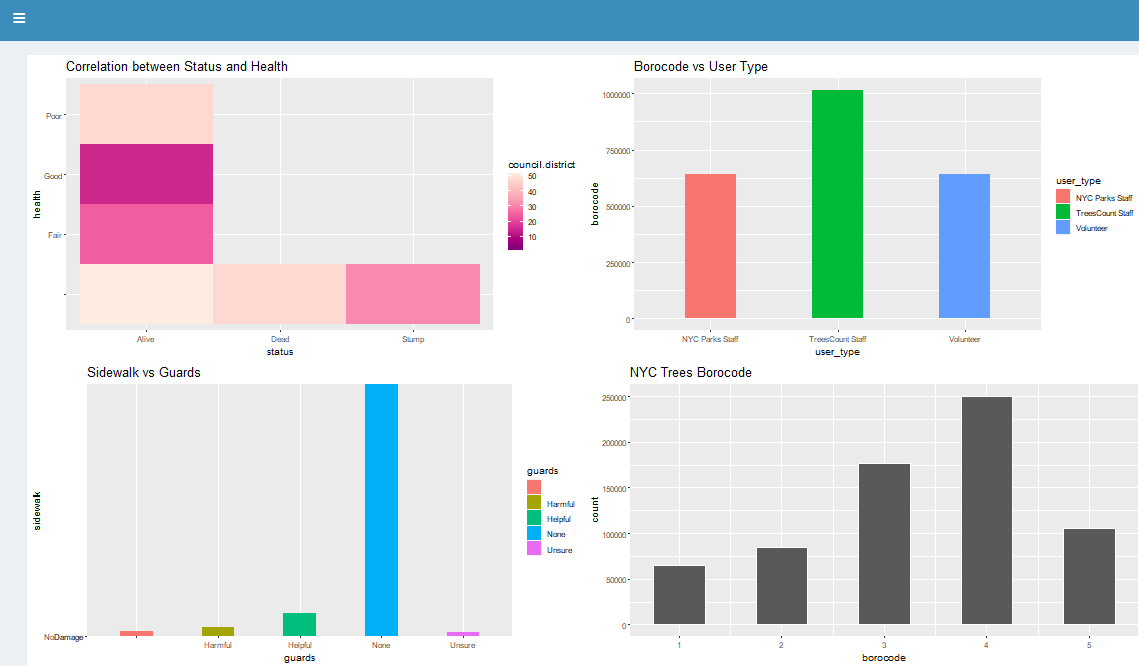 Correlation between Status and Health
Poor
Good
Fair
health
Alive
Dead
Stump
status
council.district
50
40
30
20
10
Borocode vs User Type
1000000
750000
500000
250000
0
borocode
NYC Parks Staff
TreesCount Staff
Volunteer
user_type
user_type
NYC Parks Staff
TreesCount Staff
Volunteer
Sidewalk vs Guards
sidewalk
NoDamage
Harmful
Helpful
None
Unsure
guards
guards
Harmful
Helpful
None
Unsure
NYC Trees Borocode
250000
200000
150000
100000
50000
0
count
1
2
3
4
5
borocode